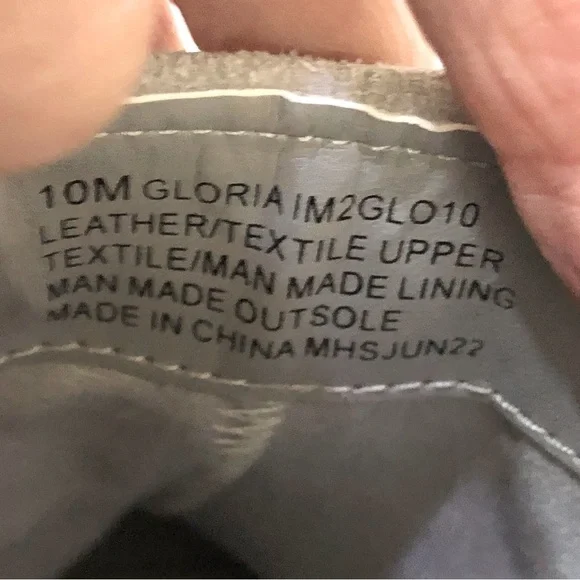 10M GLORIA IM2GLO10
LEATHER/TEXTILE UPPER
TEXTILE/MAN MADE LINING
MAN MADE OUTSOLE
MADE IN CHINA MHSJUN22